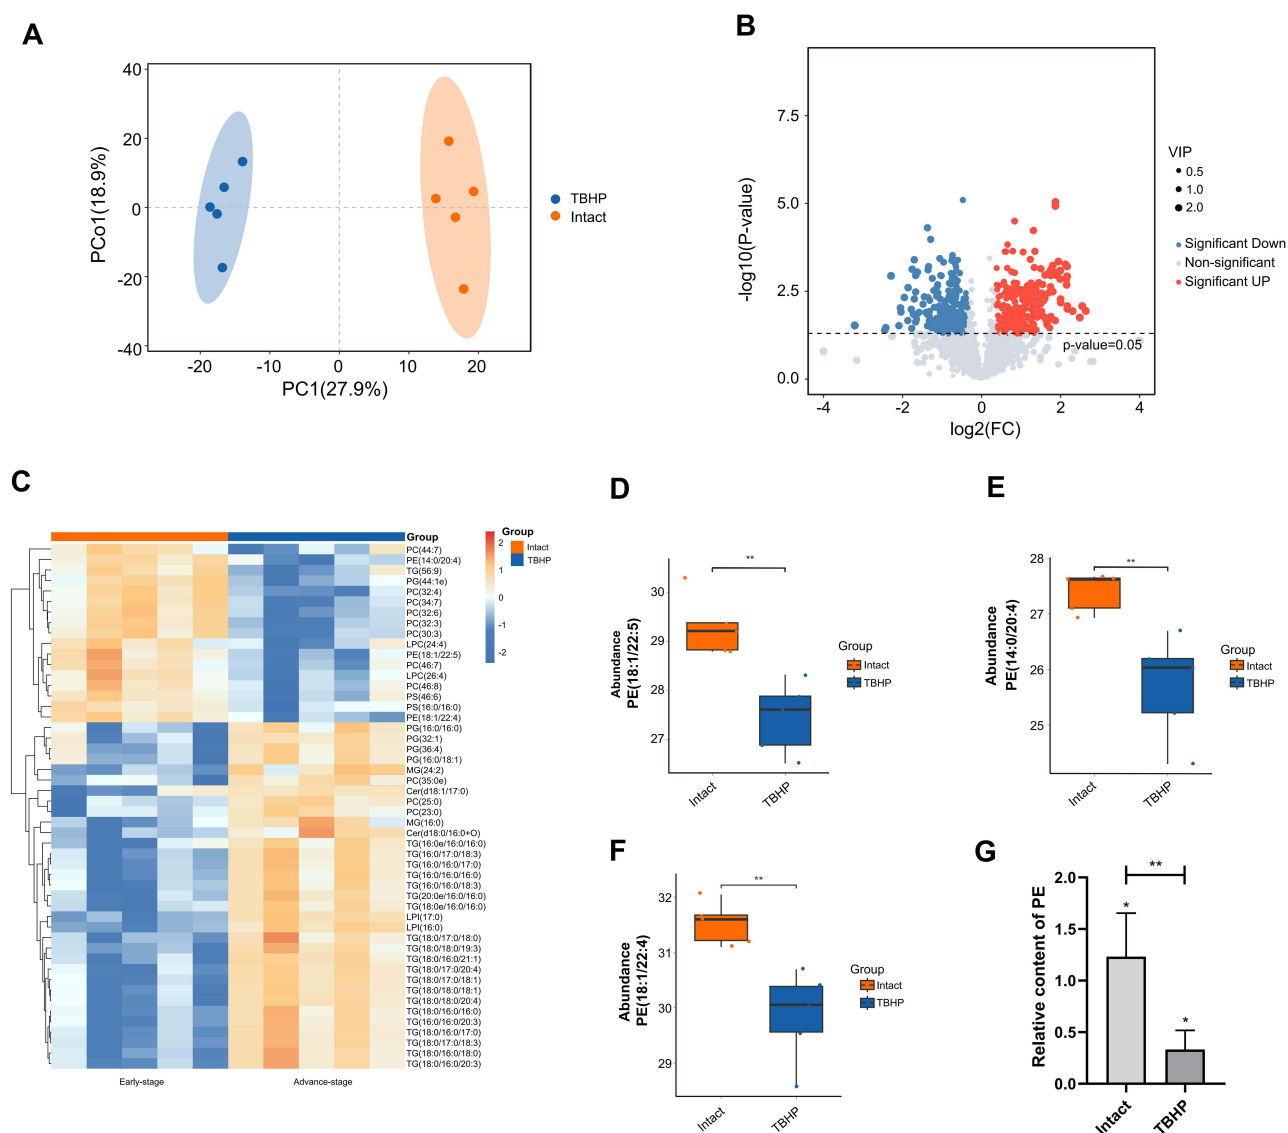 A
40
20
0
-20
-40
PCo1(18.9%)
-20
-10
0
10
20
PC1(27.9%)
TBHP
Intact
B
7.5
5.0
2.5
0.0
-log10(P-value)
p-value=0.05
-4
-2
0
2
4
log2(FC)
VIP
0.5
1.0
2.0
Significant Down
Non-significant
Significant UP
C
Group
PC(44:7)
PE(14:0/20:4)
TG(56:9)
PG(44:1e)
PC(32:4)
PC(34:7)
PC(32:6)
PC(32:3)
PC(30:3)
LPC(24:4)
PE(18:1/22:5)
PC(46:7)
LPC(26:4)
PC(46:8)
PS(46:6)
PS(16:0/16:0)
PE(18:1/22:4)
PG(16:0/16:0)
PG(32:1)
PG(36:4)
PG(16:0/18:1)
MG(24:2)
PC(35:0e)
Cer(d18:1/17:0)
PC(25:0)
PC(23:0)
MG(16:0)
Cer(d18:0/16:0+O)
TG(16:0e/16:0/16:0)
TG(16:0/17:0/18:3)
TG(16:0/16:0/17:0)
TG(16:0/16:0/16:0)
TG(16:0/16:0/18:3)
TG(20:0e/16:0/16:0)
TG(18:0e/16:0/16:0)
LPI(17:0)
LPI(16:0)
TG(18:0/17:0/18:0)
TG(18:0/18:0/19:3)
TG(18:0/16:0/21:1)
TG(18:0/17:0/20:4)
TG(18:0/17:0/18:1)
TG(18:0/18:0/18:1)
TG(18:0/18:0/20:4)
TG(18:0/16:0/16:0)
TG(16:0/16:0/20:3)
TG(18:0/16:0/17:0)
TG(18:0/17:0/18:3)
TG(18:0/16:0/18:0)
TG(18:0/16:0/20:3)
Early-stage
Advance-stage
2
1
0
-1
-2
Group
Intact
TBHP
D
**
30
29
28
27
Abundance
PE(18:1/22:5)
Intact
TBHP
Group
Intact
TBHP
E
**
28
27
26
25
Abundance
PE(14:0/20:4)
Intact
TBHP
Group
Intact
TBHP
F
**
32
31
30
29
Abundance
PE(18:1/22:4)
Intact
TBHP
Group
Intact
TBHP
G
**
*
*
2.0
1.5
1.0
0.5
0.0
Relative content of PE
Intact
TBHP